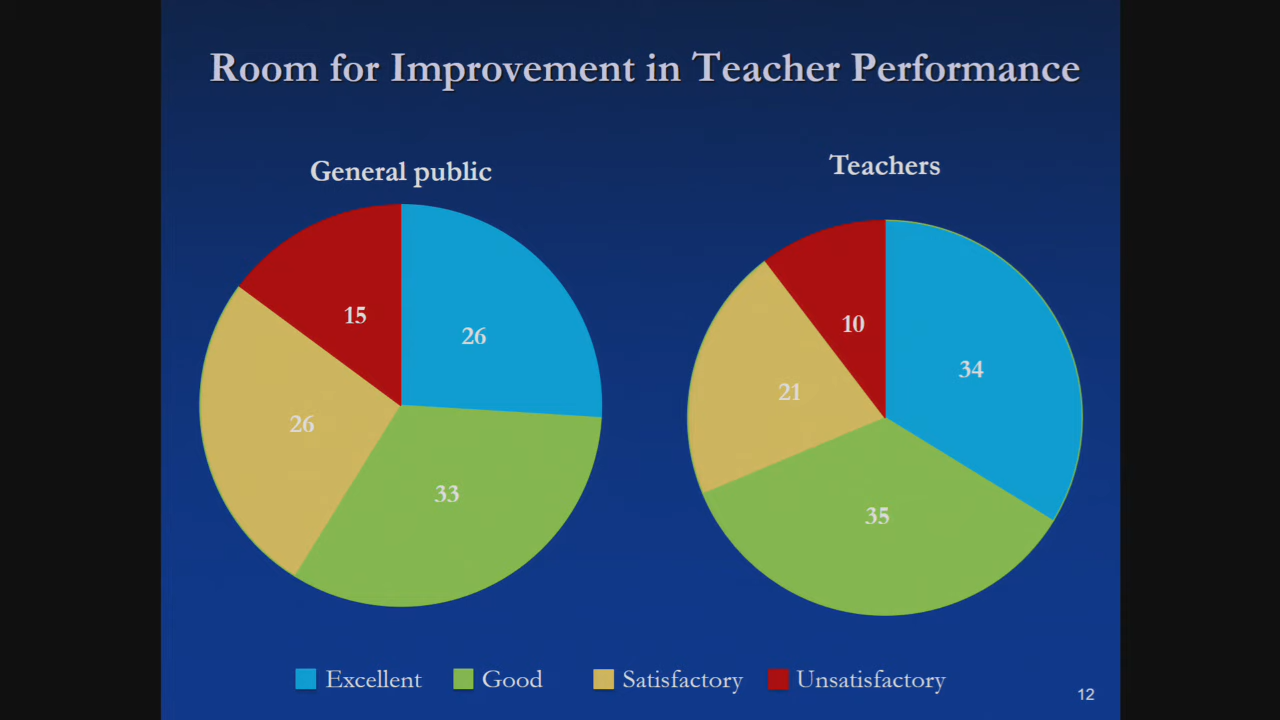 Room for Improvement in Teacher Performance
General public
Teachers
15
26
26
33
10
34
21
35
Excellent
Good
Satisfactory
Unsatisfactory
12